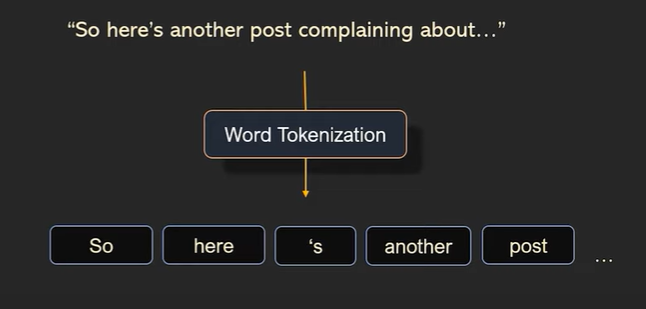 “So here’s another post complaining about…”
Word Tokenization
So here ‘s another post …